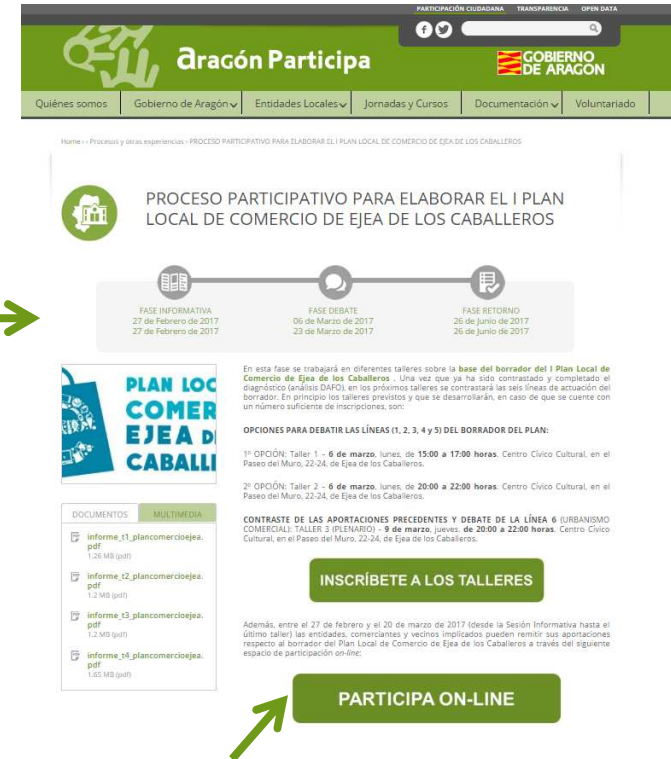 PARTICIPACIÓN CIUDADANA TRANSPARENCIA OPEN DATA
aragón Participa
GOBIERNO
DE ARAGON
Quiénes somos Gobierno de Aragón Entidades Locales Jornadas y Cursos Documentación Voluntariado
Home › › Procesos y otras experiencias › PROCESO PARTICIPATIVO PARA ELABORAR EL I PLAN LOCAL DE COMERCIO DE EJEA DE LOS CABALLEROS
PROCESO PARTICIPATIVO PARA ELABORAR EL I PLAN
LOCAL DE COMERCIO DE EJEA DE LOS CABALLEROS
FASE INFORMATIVA
27 de Febrero de 2017
27 de Febrero de 2017
FASE DEBATE
06 de Marzo de 2017
23 de Marzo de 2017
FASE RETORNO
26 de Junio de 2017
26 de Junio de 2017
PLAN LOC
COMER
EJEA D
CABALLI
DOCUMENTOS MULTIMEDIA
informe_t1_plancomercioejea.
pdf
1.26 MB (pdf)
informe_t2_plancomercioejea.
pdf
1.2 MB (pdf)
informe_t3_plancomercioejea.
pdf
1.2 MB (pdf)
informe_t4_plancomercioejea.
pdf
1.65 MB (pdf)
En esta fase se trabajará en diferentes talleres sobre la base del borrador del I Plan Local de
Comercio de Ejea de los Caballeros . Una vez que ya ha sido contrastado y completado el
diagnóstico (análisis DAFO), en los próximos talleres se contrastará las seis líneas de actuación del
borrador. En principio los talleres previstos y que se desarrollarán, en caso de que se cuente con
un número suficiente de inscripciones, son:
OPCIONES PARA DEBATIR LAS LÍNEAS (1, 2, 3, 4 y 5) DEL BORRADOR DEL PLAN:
1º OPCIÓN: Taller 1 – 6 de marzo, lunes, de 15:00 a 17:00 horas. Centro Cívico Cultural, en el
Paseo del Muro, 22-24, de Ejea de los Caballeros.
2º OPCIÓN: Taller 2 – 6 de marzo, lunes, de 20:00 a 22:00 horas. Centro Cívico Cultural, en el
Paseo del Muro, 22-24, de Ejea de los Caballeros.
CONTRASTE DE LAS APORTACIONES PRECEDENTES Y DEBATE DE LA LÍNEA 6 (URBANISMO
COMERCIAL): TALLER 3 (PLENARIO) – 9 de marzo, jueves, de 20:00 a 22:00 horas. Centro Cívico
Cultural, en el Paseo del Muro, 22-24, de Ejea de los Caballeros.
INSCRÍBETE A LOS TALLERES
Además, entre el 27 de febrero y el 20 de marzo de 2017 (desde la Sesión Informativa hasta el
último taller) las entidades, comerciantes y vecinos implicados pueden remitir sus aportaciones
respecto al borrador del Plan Local de Comercio de Ejea de los Caballeros a través del siguiente
espacio de participación on-line:
PARTICIPA ON-LINE